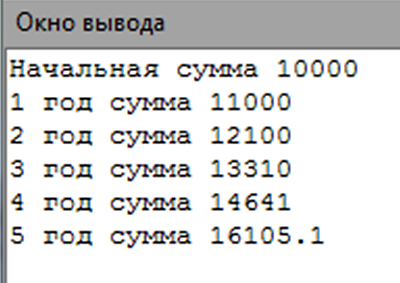 Окно вывода
Начальная сумма 10000
1 год сумма 11000
2 год сумма 12100
3 год сумма 13310
4 год сумма 14641
5 год сумма 16105.1